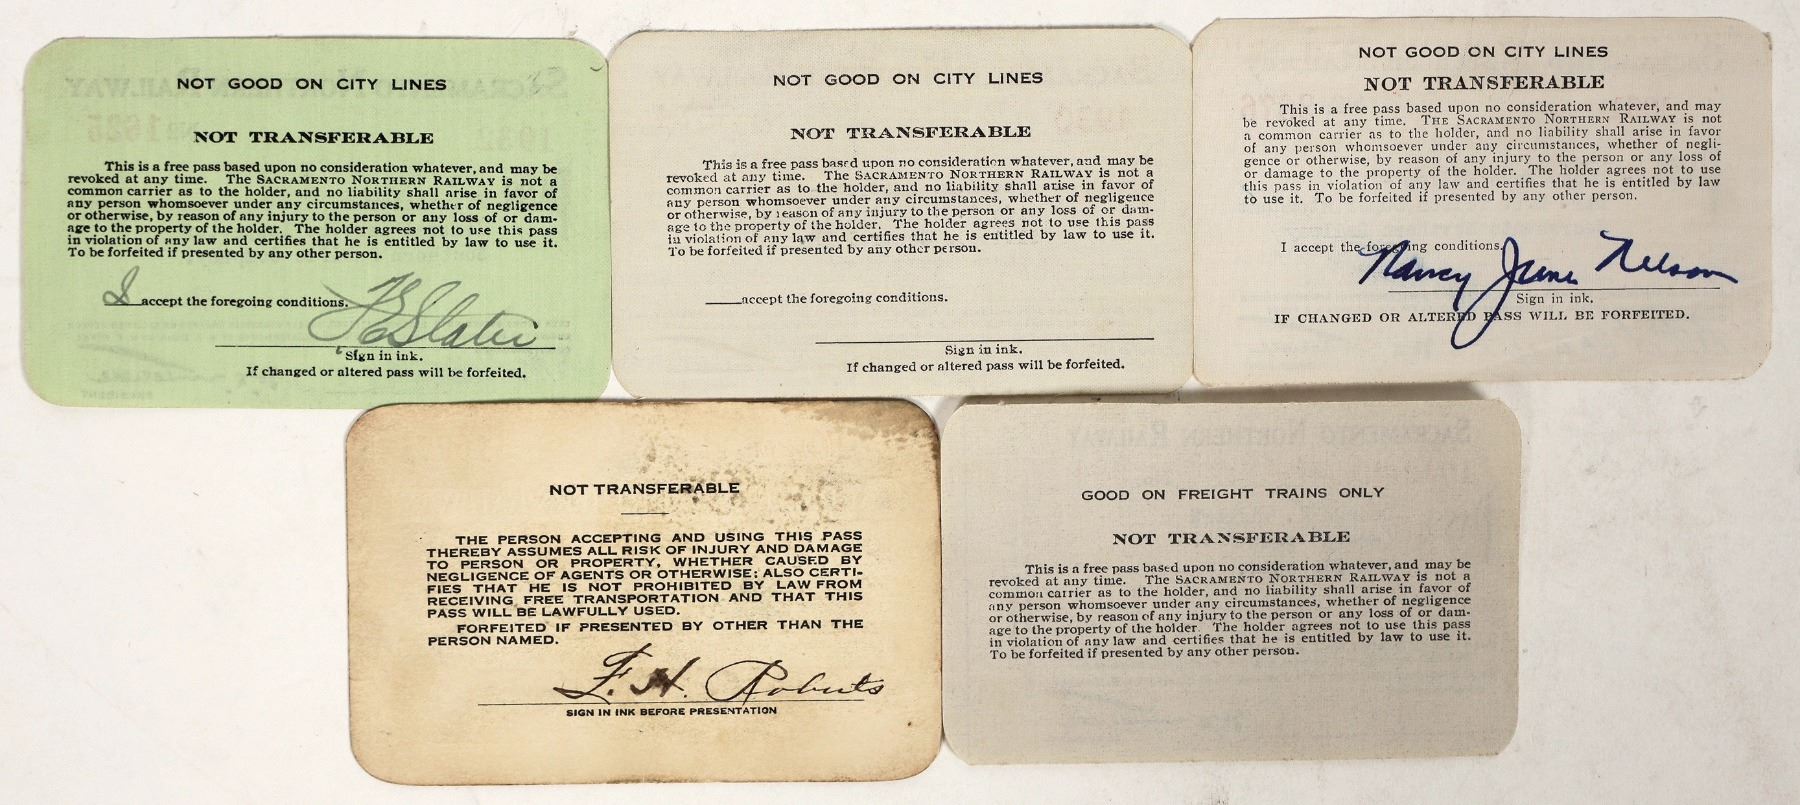 NOT GOOD ON CITY LINES
NOT TRANSFERABLE
This is a free pass based upon no consideration whatever, and may be
revoked at any time. The SACRAMENTO NORTHERN RAILWAY is not a
common carrier as to the holder, and no liability shall arise in favor of
any person whomsoever under any circumstances, whether of negligence
or otherwise, by reason of any injury to the person or any loss of or dam-
age to the property of the holder. The holder agrees not to use this pass
in violation of any law and certifies that he is entitled by law to use it.
To be forfeited if presented by any other person.
I accept the foregoing conditions.
Slater
Sign in ink.
If changed or altered pass will be forfeited.
NOT GOOD ON CITY LINES
NOT TRANSFERABLE
This is a free pass based upon no consideration whatever, and may be
revoked at any time. The SACRAMENTO NORTHERN RAILWAY is not a
common carrier as to the holder, and no liability shall arise in favor of
any person whomsoever under any circumstances, whether of negligence
or otherwise, by reason of any injury to the person or any loss of or dam-
age to the property of the holder. The holder agrees not to use this pass
in violation of any law and certifies that he is entitled by law to use it.
To be forfeited if presented by any other person.
accept the foregoing conditions.
Sign in ink.
If changed or altered pass will be forfeited.
NOT GOOD ON CITY LINES
NOT TRANSFERABLE
This is a free pass based upon no consideration whatever, and may
be revoked at any time. THE SACRAMENTO NORTHERN RAILWAY is not
a common carrier as to the holder, and no liability shall arise in favor
of any person whomsoever under any circumstances, whether of negli-
gence or otherwise, by reason of any injury to the person or any loss of
or damage to the property of the holder. The holder agrees not to use
this pass in violation of any law and certifies that he is entitled by law
to use it. To be forfeited if presented by any other person.
I accept the foregoing conditions.
Nancy Jane Nelson
Sign in ink.
IF CHANGED OR ALTERED PASS WILL BE FORFEITED.
NOT TRANSFERABLE
THE PERSON ACCEPTING AND USING THIS PASS
THEREBY ASSUMES ALL RISK OF INJURY AND DAMAGE
TO PERSON OR PROPERTY, WHETHER CAUSED BY
NEGLIGENCE OF AGENTS OR OTHERWISE; ALSO CERTI-
FIES THAT HE IS NOT PROHIBITED BY LAW FROM
RECEIVING FREE TRANSPORTATION AND THAT THIS
PASS WILL BE LAWFULLY USED.
FORFEITED IF PRESENTED BY OTHER THAN THE
PERSON NAMED.
F. H. Roberts
SIGN IN INK BEFORE PRESENTATION
GOOD ON FREIGHT TRAINS ONLY
NOT TRANSFERABLE
This is a free pass based upon no consideration whatever, and may be
revoked at any time. The SACRAMENTO NORTHERN RAILWAY is not a
common carrier as to the holder, and no liability shall arise in favor of
any person whomsoever under any circumstances, whether of negligence
or otherwise, by reason of any injury to the person or any loss of or dam-
age to the property of the holder. The holder agrees not to use this pass
in violation of any law and certifies that he is entitled by law to use it.
To be forfeited if presented by any other person.